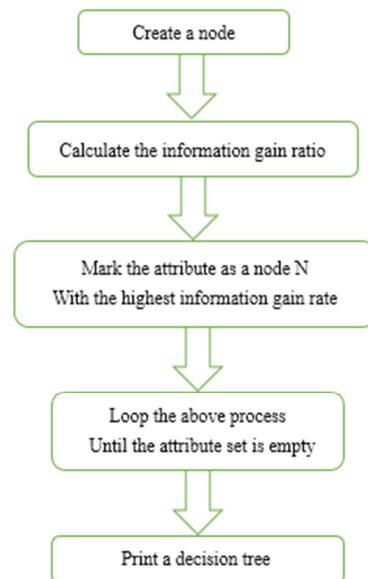 Create a node
Calculate the information gain ratio
Mark the attribute as a node N
With the highest information gain rate
Loop the above process
Until the attribute set is empty
Print a decision tree